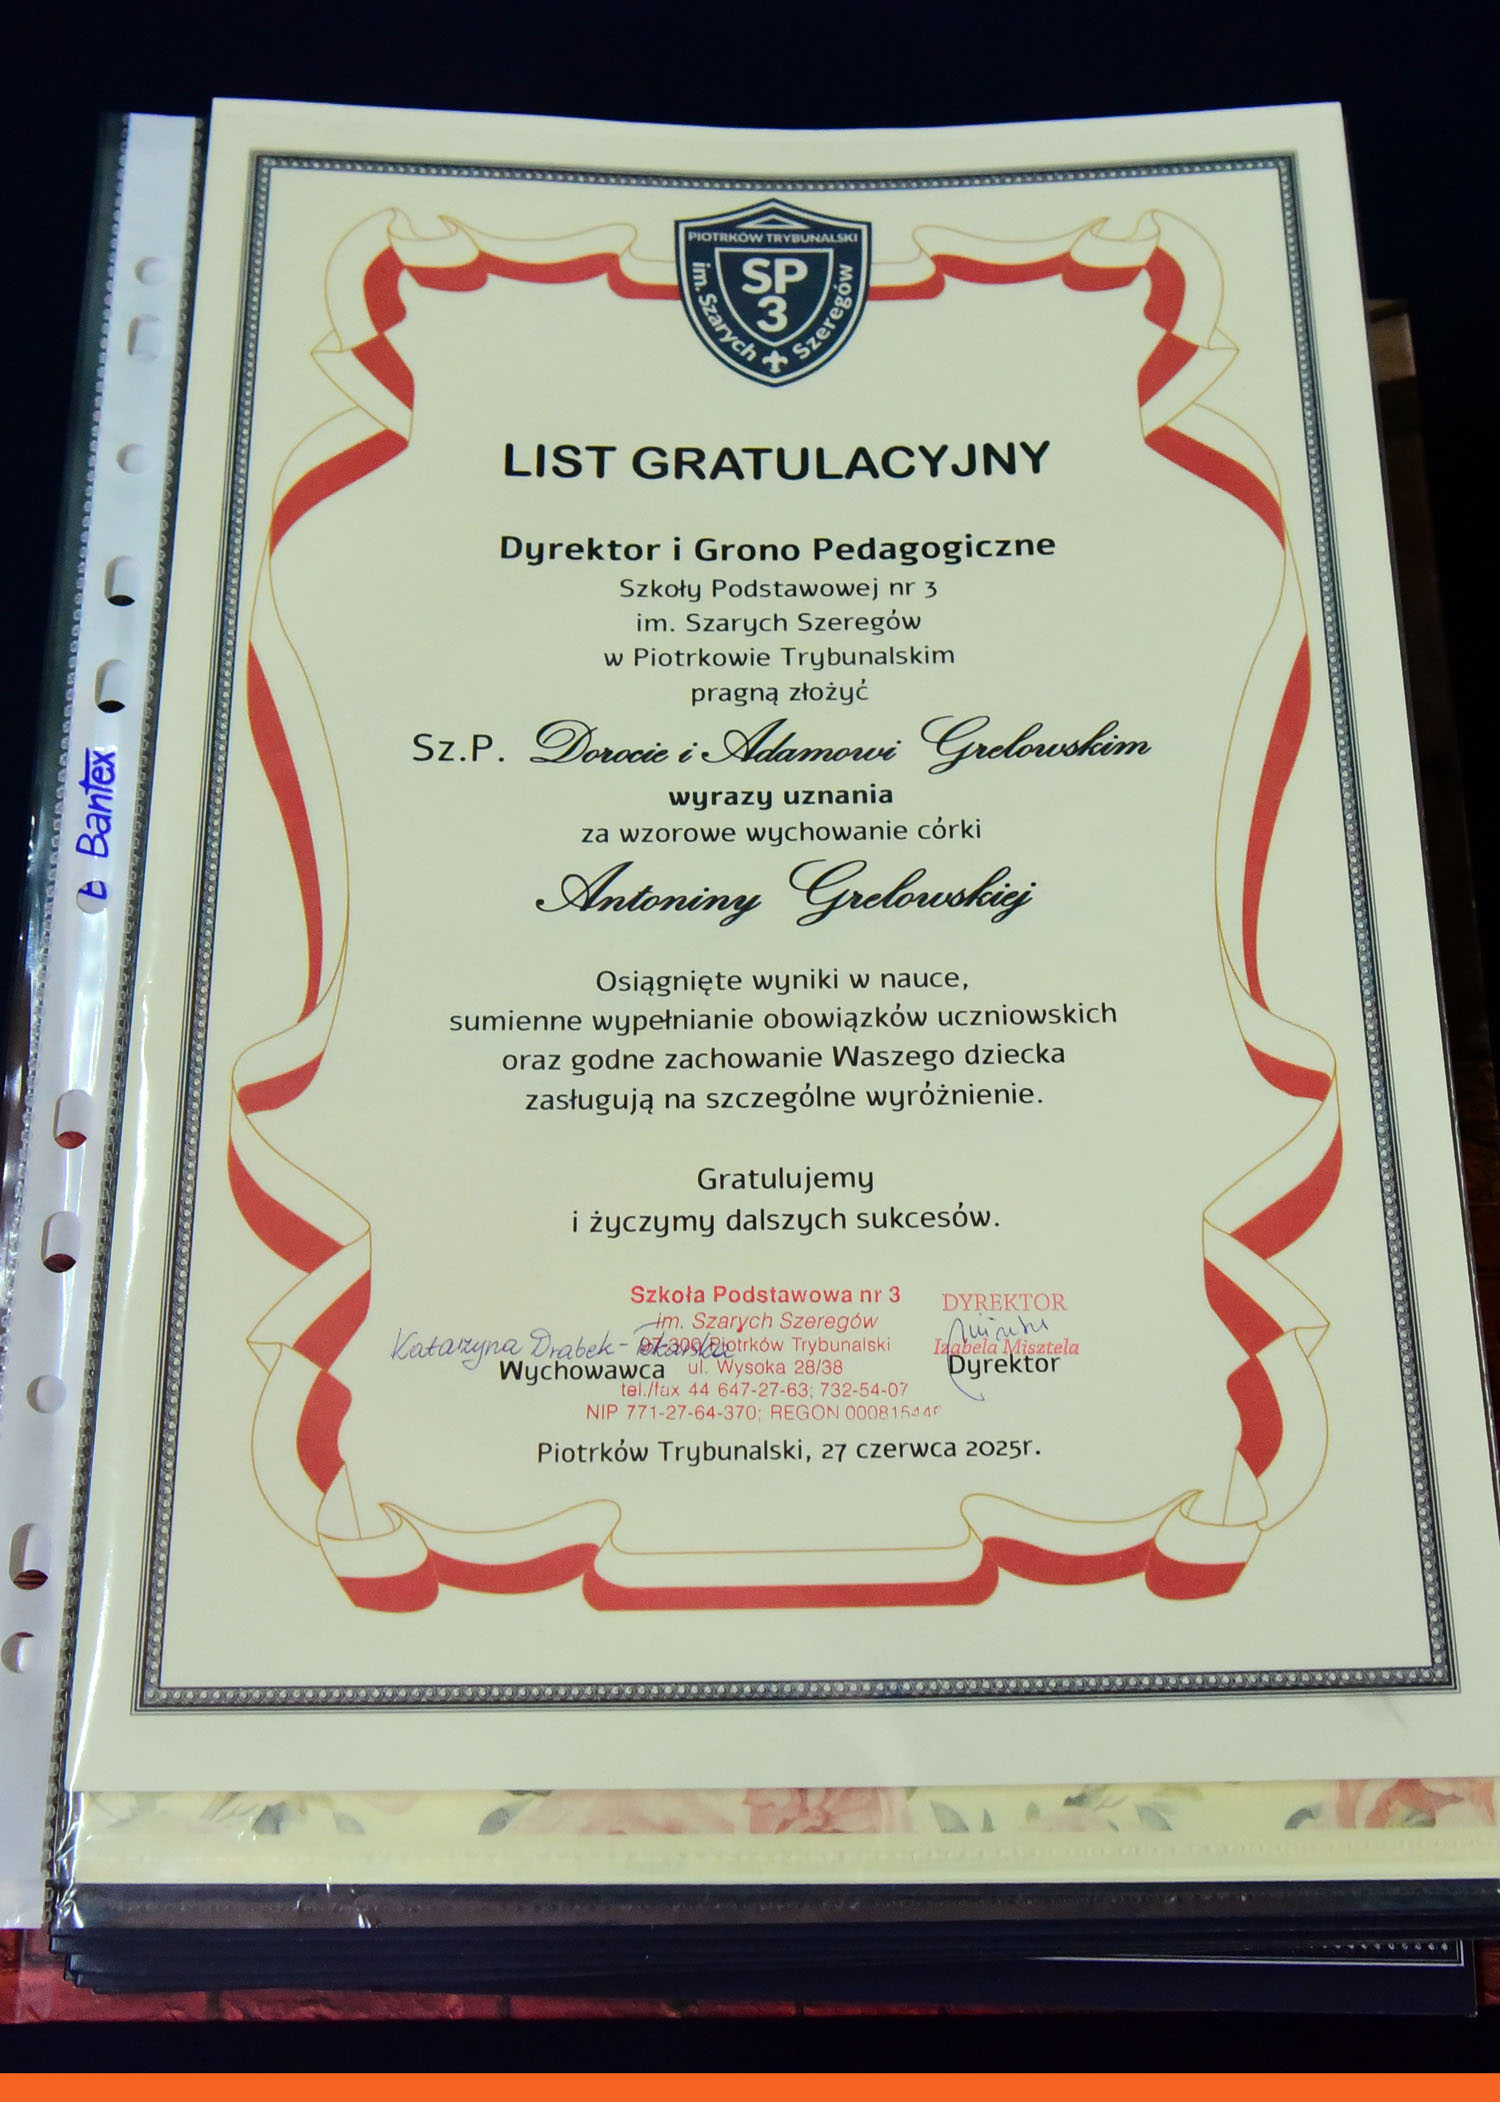 PIOTRKÓW TRYBUNALSKI
SP
3
im. Szarych Szeregów
LIST GRATULACYJNY
Dyrektor i Grono Pedagogiczne
Szkoły Podstawowej nr 3
im. Szarych Szeregów
w Piotrkowie Trybunalskim
pragną złożyć
Sz.P. Dorocie i Adamowi Grelowskim
wyrazy uznania
za wzorowe wychowanie córki
Antoniny Grelowskiej
Osiągnięte wyniki w nauce,
sumienne wypełnianie obowiązków uczniowskich
oraz godne zachowanie Waszego dziecka
zasługują na szczególne wyróżnienie.
Gratulujemy
i życzymy dalszych sukcesów.
Szkoła Podstawowa nr 3
im. Szarych Szeregów
97-300 Piotrków Trybunalski
ul. Wysoka 28/38
tel./fax 44 647-27-63; 732-54-07
NIP 771-27-64-370; REGON
Katarzyna Drabek-
Wychowawca
DYREKTOR
Izabela Misztela
Dyrektor
Piotrków Trybunalski, 27 czerwca 2025r.
Bantex